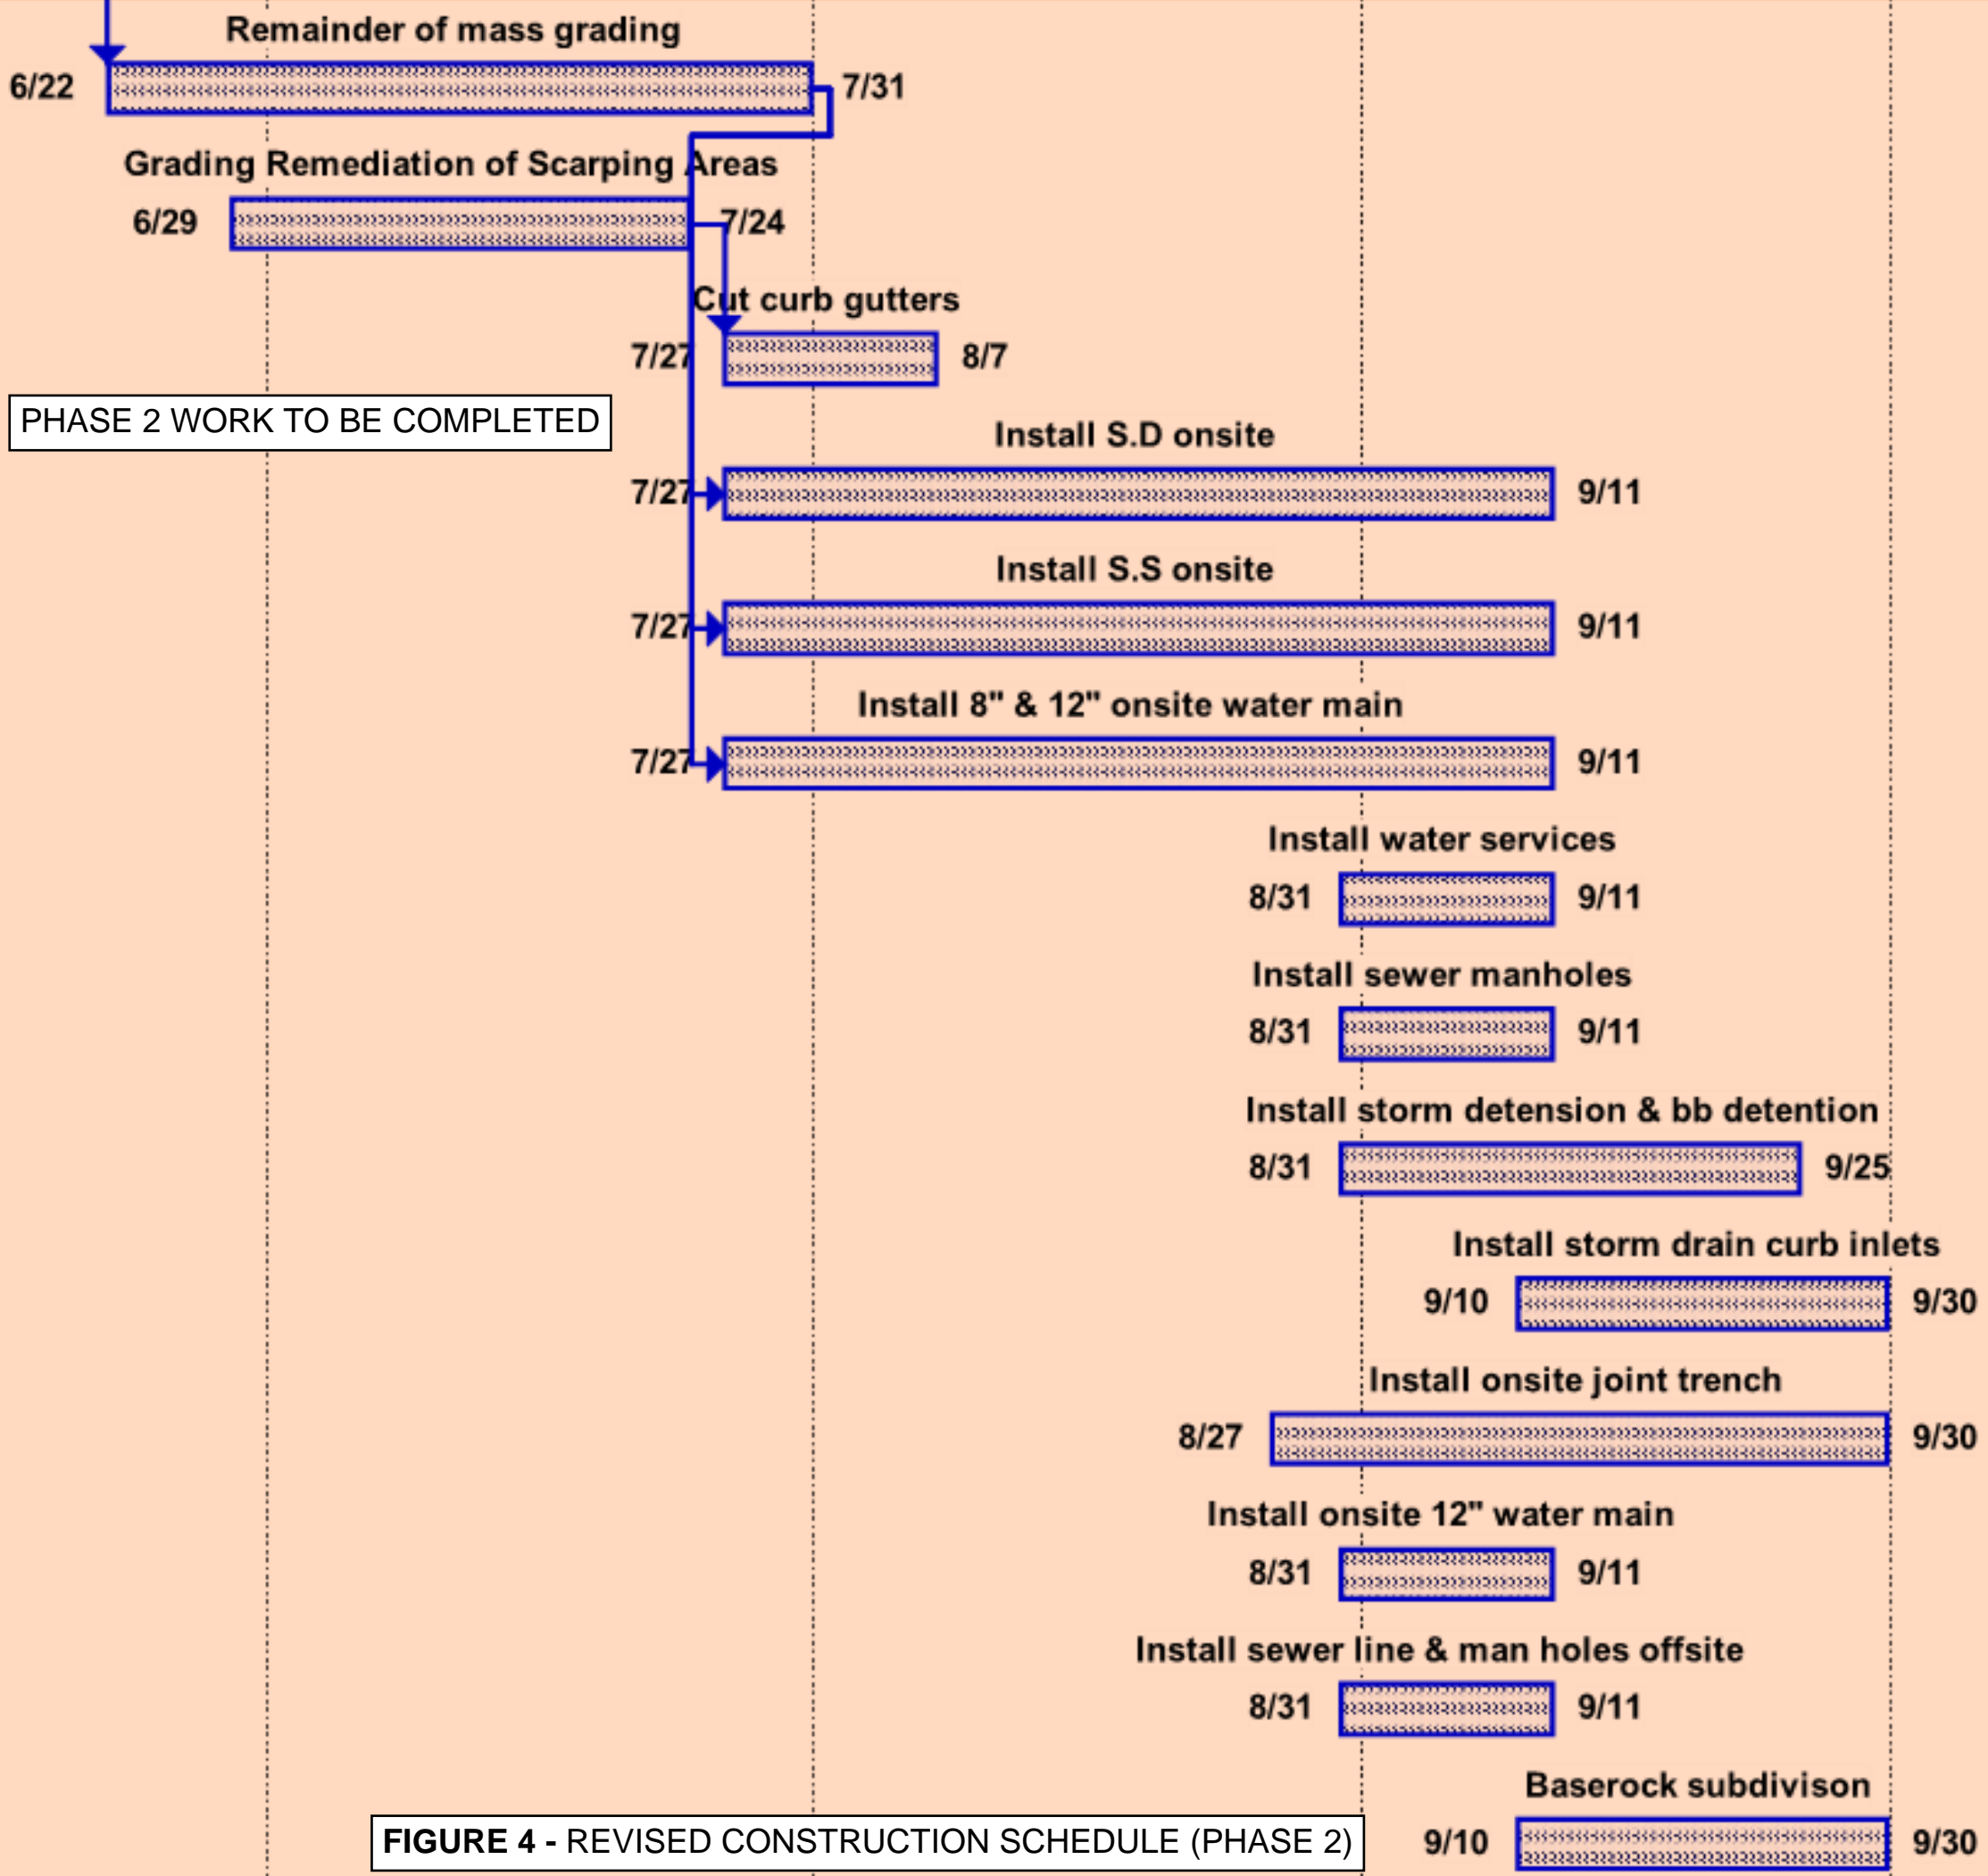 Remainder of mass grading
6/22 7/31
Grading Remediation of Scarping Areas
6/29 7/24
Cut curb gutters
7/27 8/7
PHASE 2 WORK TO BE COMPLETED
Install S.D onsite
7/27 9/11
Install S.S onsite
7/27 9/11
Install 8" & 12" onsite water main
7/27 9/11
Install water services
8/31 9/11
Install sewer manholes
8/31 9/11
Install storm detension & bb detention
8/31 9/25
Install storm drain curb inlets
9/10 9/30
Install onsite joint trench
8/27 9/30
Install onsite 12" water main
8/31 9/11
Install sewer line & man holes offsite
8/31 9/11
Baserock subdivison
9/10 9/30
FIGURE 4 - REVISED CONSTRUCTION SCHEDULE (PHASE 2)